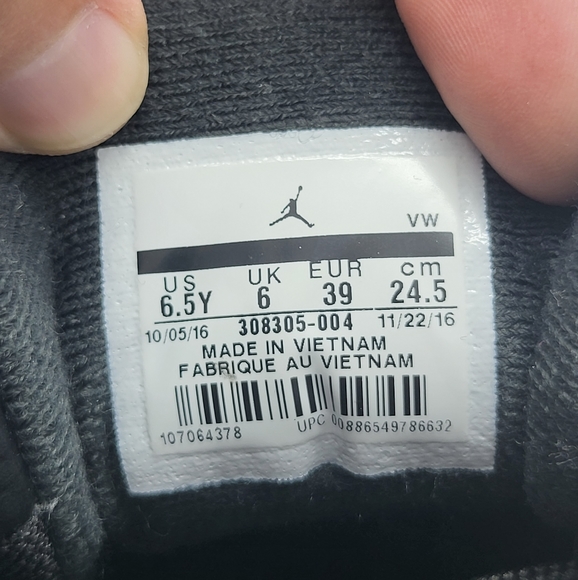 VW
US UK EUR cm
6.5Y 6 39 24.5
10/05/16 308305-004 11/22/16
MADE IN VIETNAM
FABRIQUE AU VIETNAM
107064378 UPC 00886549786632